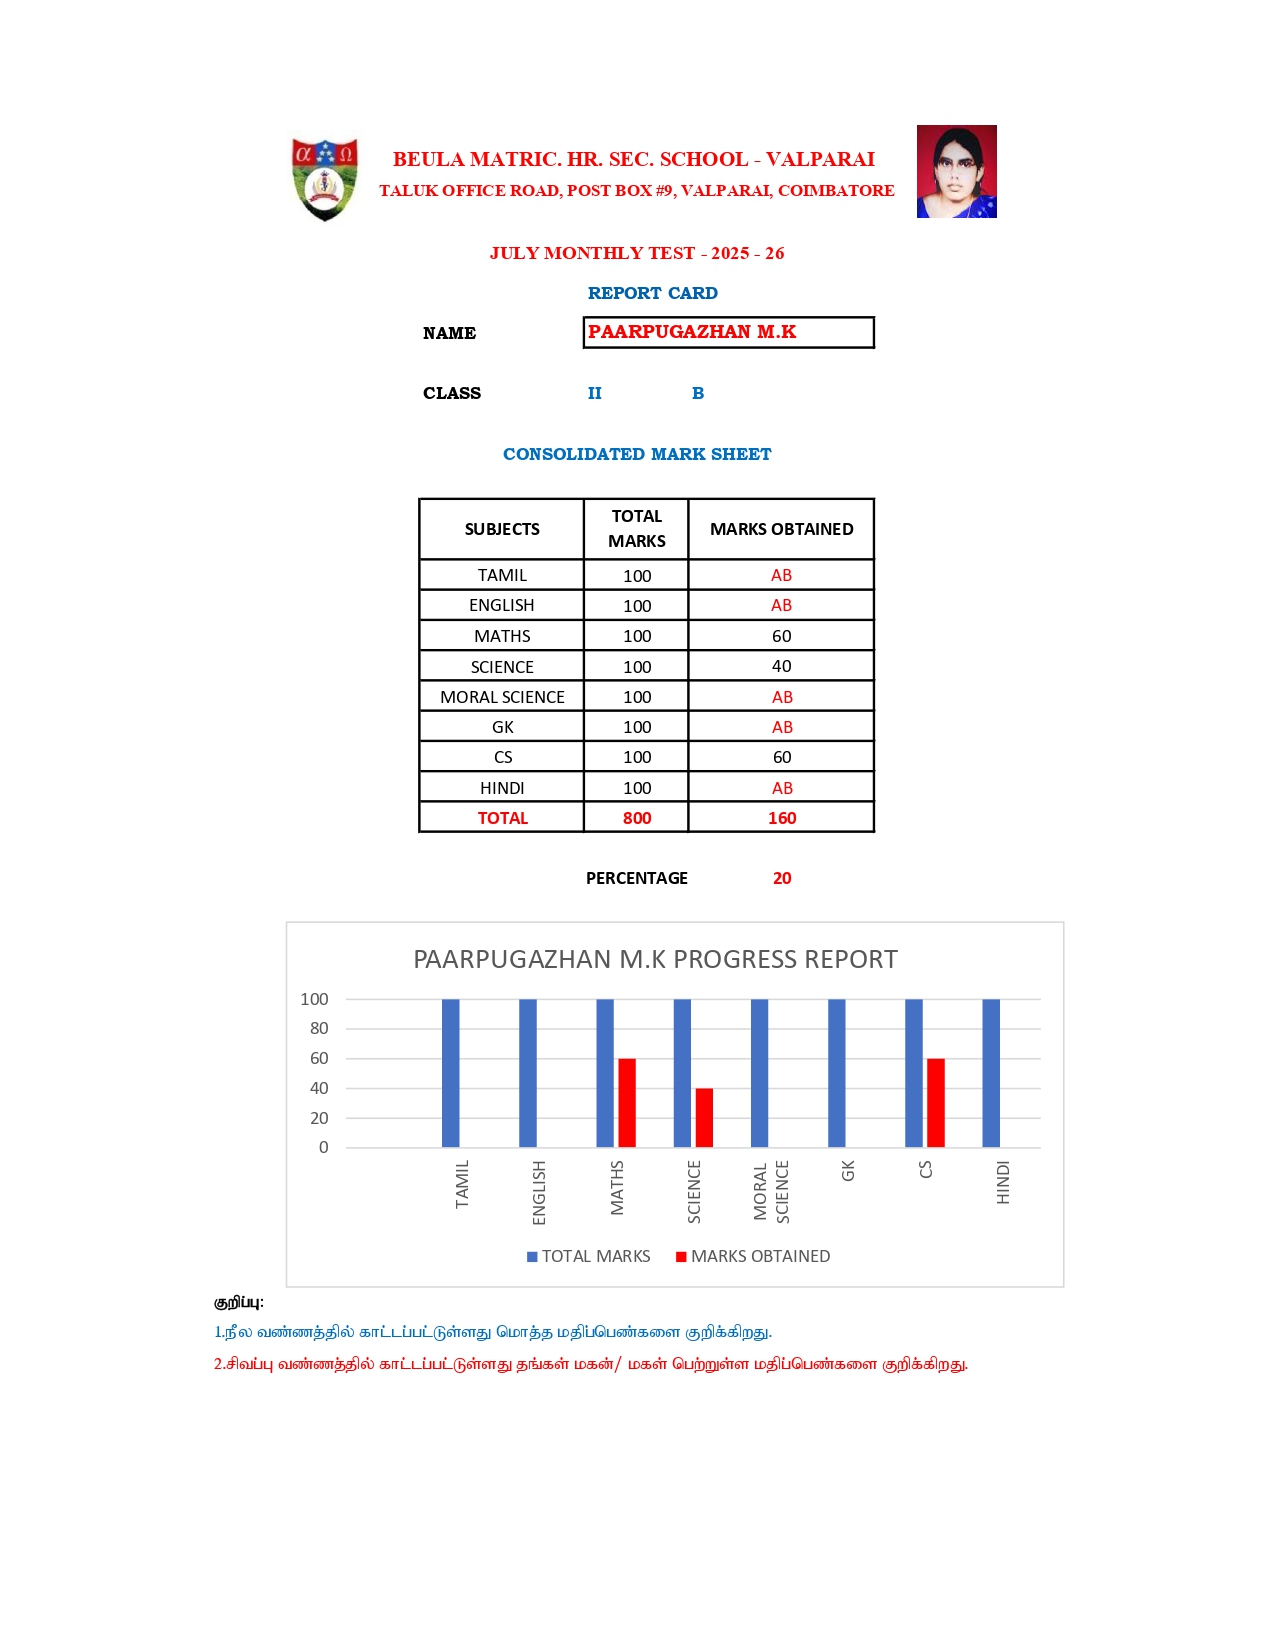 BEULA MATRIC. HR. SEC. SCHOOL - VALPARAI
TALUK OFFICE ROAD, POST BOX #9, VALPARAI, COIMBATORE
α Ω
JULY MONTHLY TEST - 2025 - 26
REPORT CARD
NAME PAARPUGAZHAN M.K
CLASS II B
CONSOLIDATED MARK SHEET
SUBJECTS TOTAL MARKS MARKS OBTAINED
TAMIL 100 AB
ENGLISH 100 AB
MATHS 100 60
SCIENCE 100 40
MORAL SCIENCE 100 AB
GK 100 AB
CS 100 60
HINDI 100 AB
TOTAL 800 160
PERCENTAGE 20
PAARPUGAZHAN M.K PROGRESS REPORT
100
80
60
40
20
0
TAMIL ENGLISH MATHS SCIENCE MORAL SCIENCE GK CS HINDI
TOTAL MARKS MARKS OBTAINED
குறிப்பு:
1.நீல வண்ணத்தில் காட்டப்பட்டுள்ளது மொத்த மதிப்பெண்களை குறிக்கிறது.
2.சிவப்பு வண்ணத்தில் காட்டப்பட்டுள்ளது தங்கள் மகன்/ மகள் பெற்றுள்ள மதிப்பெண்களை குறிக்கிறது.